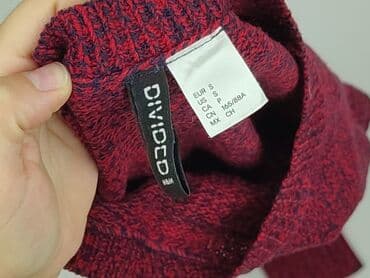 DIVIDED
H&M
EUR S
US S
CA P
CN 165/88A
MX CH